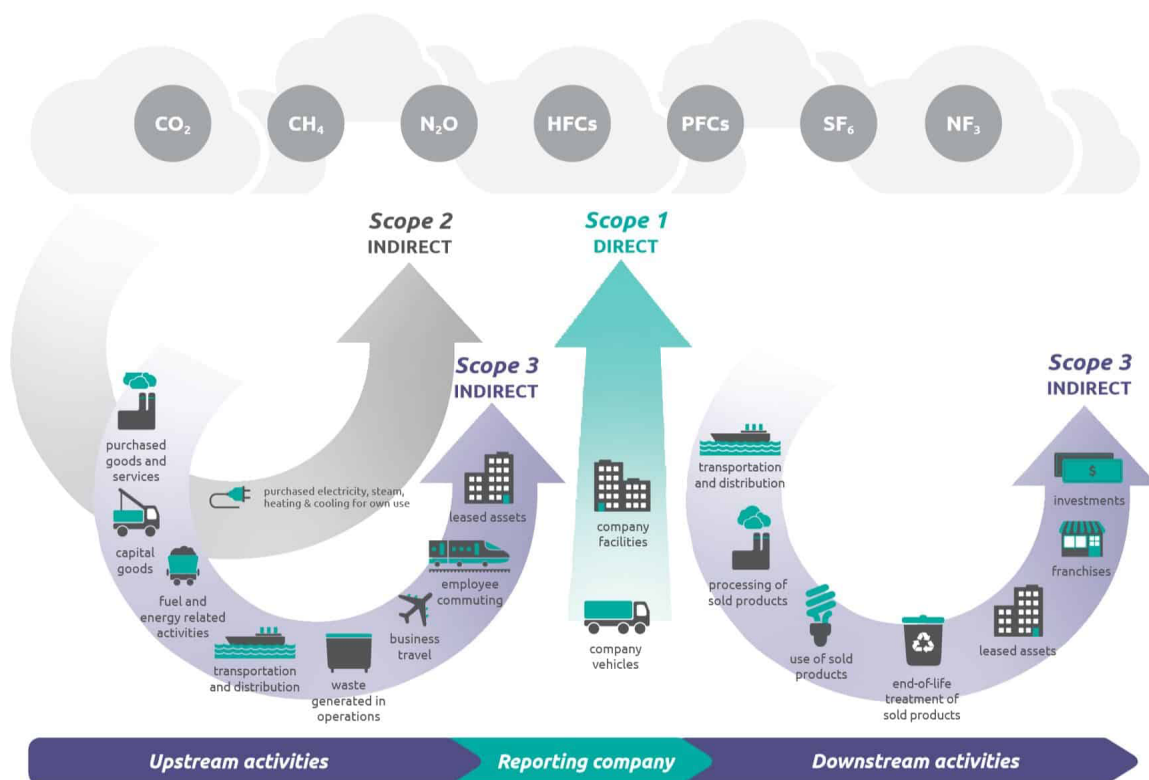 CO₂
CH₄
N₂O
HFCs
PFCs
SF₆
NF₃
Scope 2
INDIRECT
Scope 1
DIRECT
Scope 3
INDIRECT
Scope 3
INDIRECT
purchased
goods and
services
capital
goods
fuel and
energy related
activities
transportation
and distribution
waste
generated in
operations
business
travel
employee
commuting
leased assets
purchased electricity, steam,
heating & cooling for own use
company
facilities
company
vehicles
transportation
and distribution
processing of
sold products
use of sold
products
end-of-life
treatment of
sold products
leased assets
franchises
investments
$
Upstream activities
Reporting company
Downstream activities